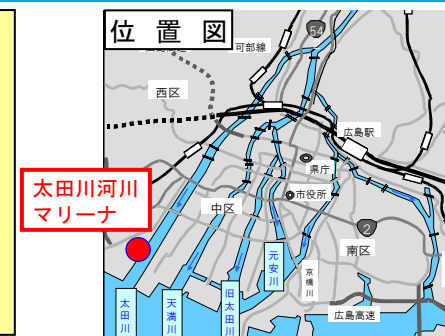 位置図
54
可部線
西区
広島駅
県庁
市役所
太田川河川
マリーナ
中区
2
南区
元安川
京橋川
旧太田川
天満川
太田川
広島高速